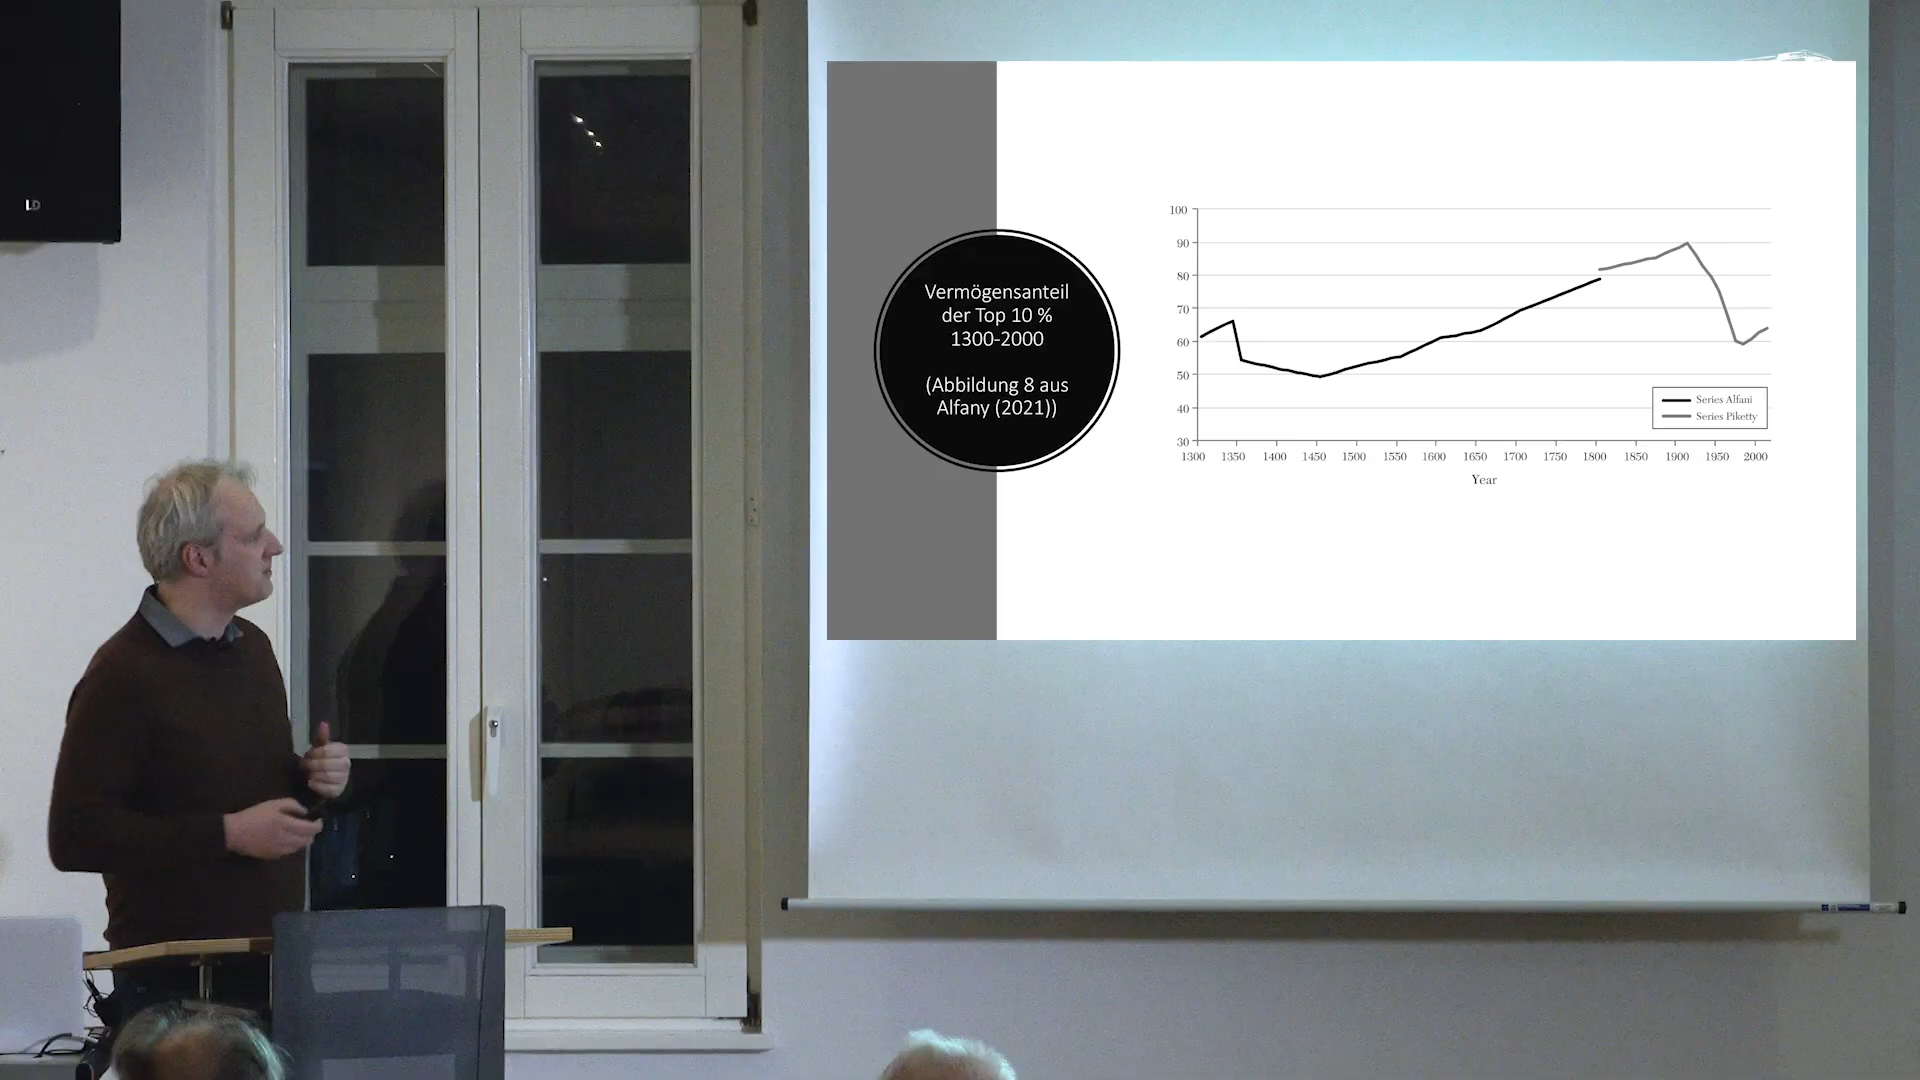 LD
Vermögensanteil
der Top 10 %
1300-2000
(Abbildung 8 aus
Alfany (2021))
100
90
80
70
60
50
40
30
1300 1350 1400 1450 1500 1550 1600 1650 1700 1750 1800 1850 1900 1950 2000
Year
Series Alfani
Series Piketty